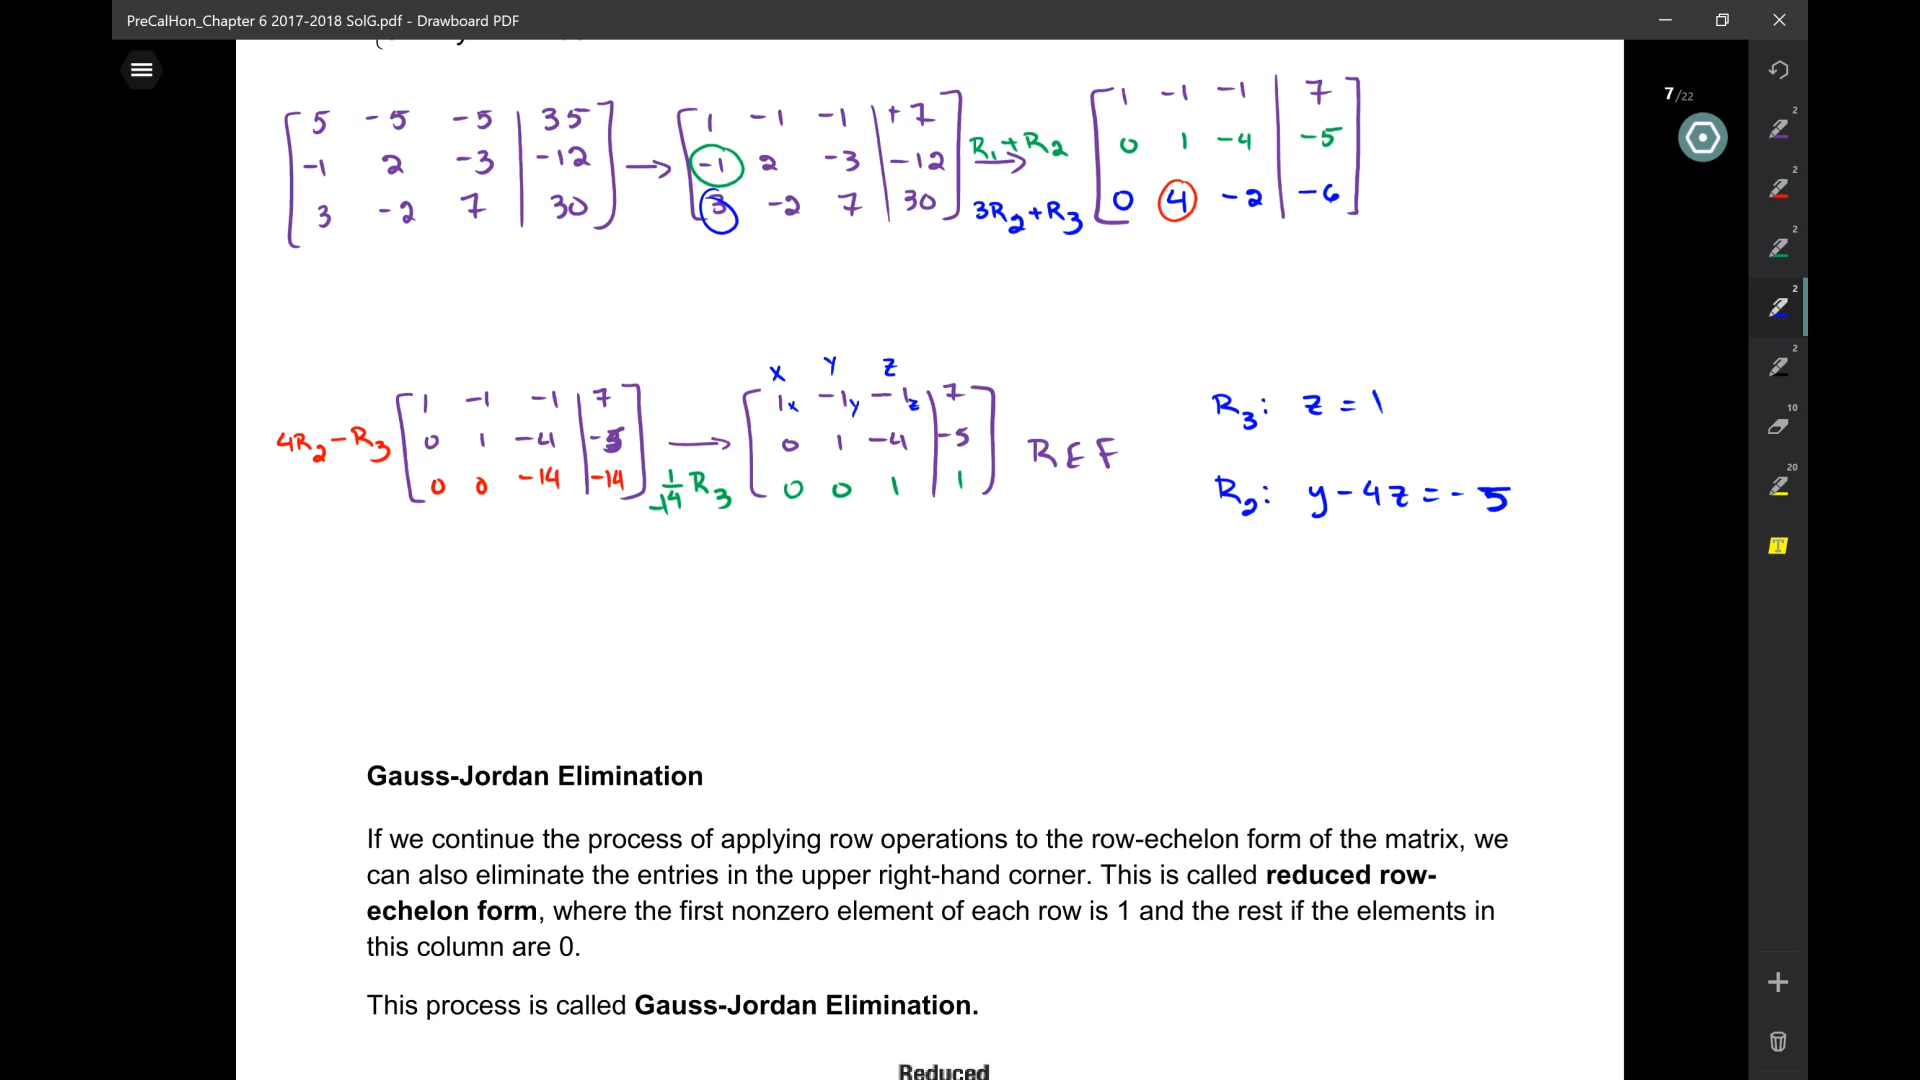 PreCalHon_Chapter 6 2017-2018 SolG.pdf - Drawboard PDF
7/22
5 -5 -5 | 35
-1 2 -3 | -12
3 -2 7 | 30
→
1 -1 -1 | +7
-1 2 -3 | -12
3 -2 7 | 30
R₁+R₂
3R₂+R₃
1 -1 -1 | 7
0 1 -4 | -5
0 4 -2 | -6
4R₂-R₃
1 -1 -1 | 7
0 1 -4 | -5
0 0 -14 | -14
→
1/-14 R₃
x y z
1x -1y -1z | 7
0 1 -4 | -5
0 0 1 | 1
REF
R₃: z = 1
R₂: y-4z = -5
Gauss-Jordan Elimination
If we continue the process of applying row operations to the row-echelon form of the matrix, we
can also eliminate the entries in the upper right-hand corner. This is called reduced row-
echelon form, where the first nonzero element of each row is 1 and the rest if the elements in
this column are 0.
This process is called Gauss-Jordan Elimination.
Reduced
2
2
2
2
2
10
20
T